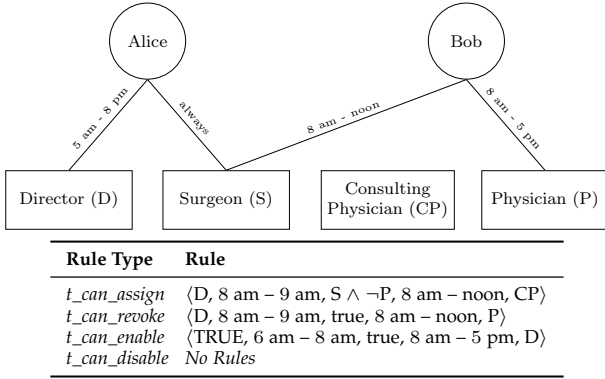 Alice
Bob
5 am - 8 pm
always
8 am - noon
8 am - 5 pm
Director (D)
Surgeon (S)
Consulting
Physician (CP)
Physician (P)
Rule Type Rule
t_can_assign ⟨D, 8 am – 9 am, S ∧ ¬P, 8 am – noon, CP⟩
t_can_revoke ⟨D, 8 am – 9 am, true, 8 am – noon, P⟩
t_can_enable ⟨TRUE, 6 am – 8 am, true, 8 am – 5 pm, D⟩
t_can_disable No Rules